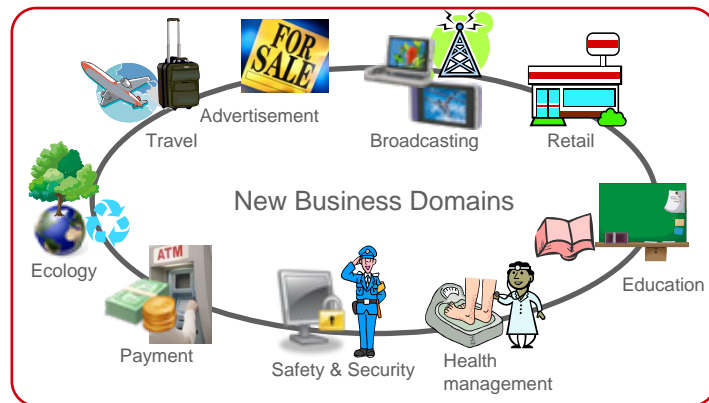 FOR
SALE
Advertisement
Travel
Broadcasting
Retail
New Business Domains
Ecology
ATM
Education
Payment
Safety & Security
Health
management